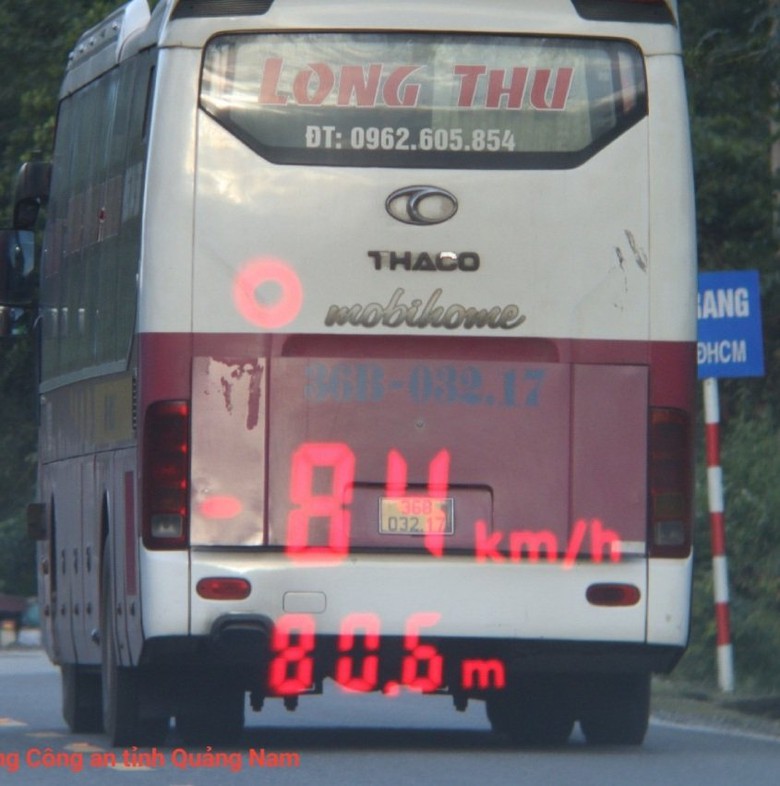 LONG THU
ĐT: 0962.605.854
THACO
mobihome
RANG
ĐHCM
36B-032.17
-84 km/h
36B
032.17
80.6 m
ng Công an tỉnh Quảng Nam